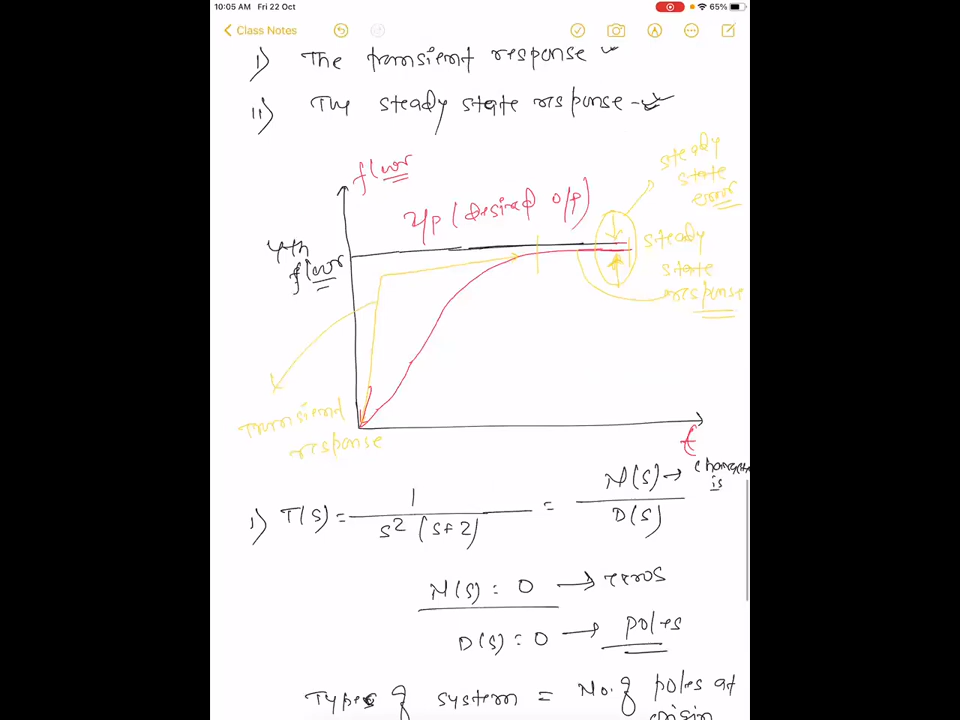 10:05 AM Fri 22 Oct
65%
Class Notes
i) The transient response
ii) The steady state response
floor
steady
state
error
I/p (desired o/p)
4th
floor
steady
state
response
transient
response
t
1) T(s) = 1 / s² (s+2) = N(s) / D(s) →
is
N(s) = 0 → zeros
D(s) = 0 → poles
Types of system = No. of poles at
origin